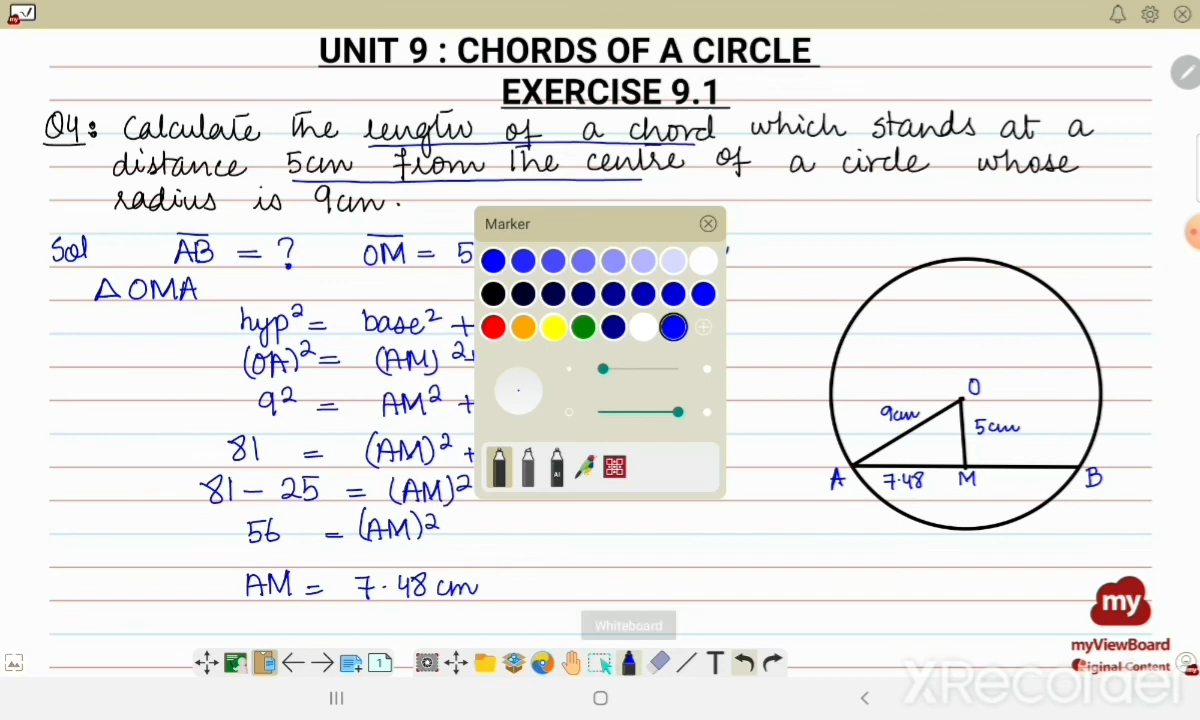 UNIT 9 : CHORDS OF A CIRCLE
EXERCISE 9.1
Q4: Calculate the length of a chord which stands at a
distance 5cm from the centre of a circle whose
radius is 9cm.
Marker
Sol AB = ? OM = 5
△ OMA
hyp² = base² +
(OA)² = (AM)² +
9² = AM² +
81 = (AM)² +
81 - 25 = (AM)²
56 = (AM)²
AM = 7.48 cm
O
9cm
5cm
A 7.48 M B
AI
Whiteboard
1
my
myViewBoard
Original Content
XRecorder